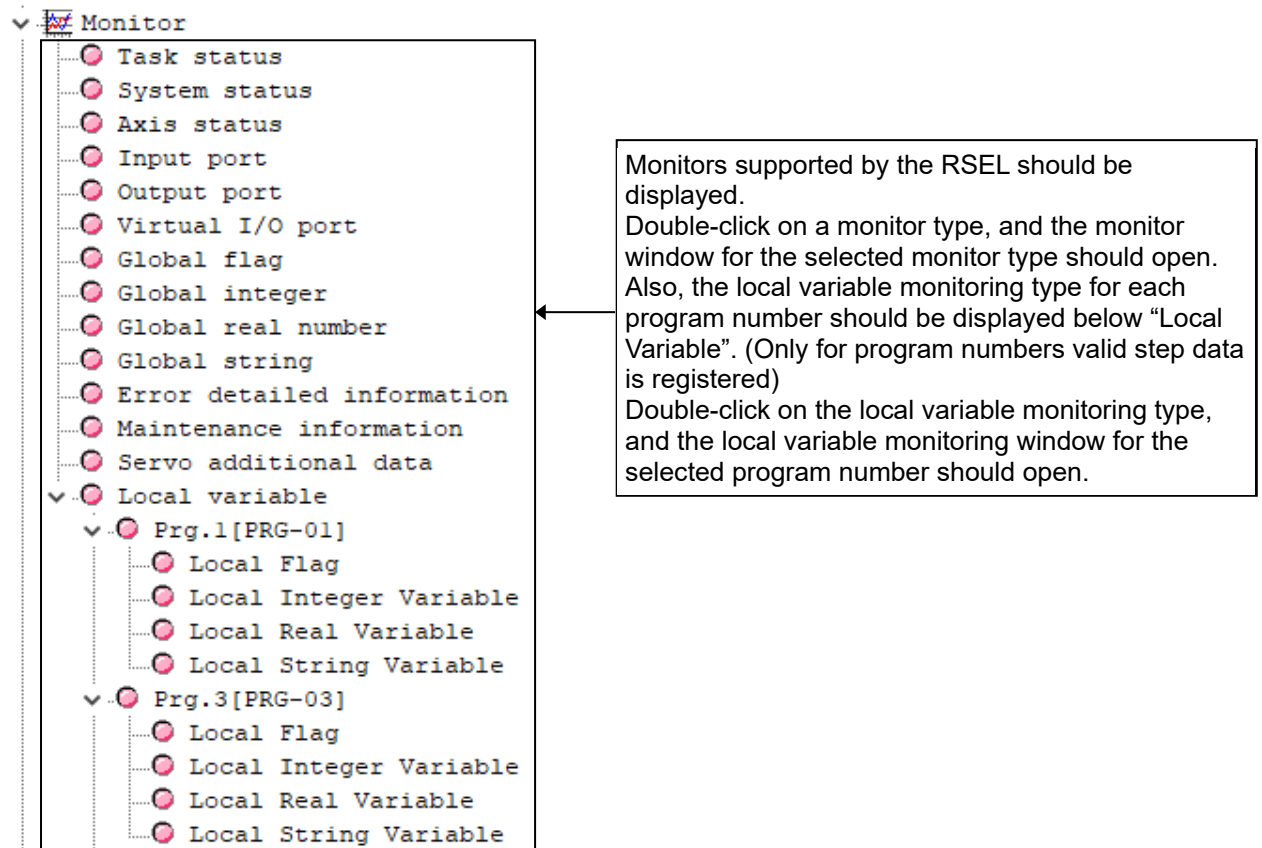 Monitor
Task status
System status
Axis status
Input port
Output port
Virtual I/O port
Global flag
Global integer
Global real number
Global string
Error detailed information
Maintenance information
Servo additional data
Local variable
Prg.1[PRG-01]
Local Flag
Local Integer Variable
Local Real Variable
Local String Variable
Prg.3[PRG-03]
Local Flag
Local Integer Variable
Local Real Variable
Local String Variable
Monitors supported by the RSEL should be
displayed.
Double-click on a monitor type, and the monitor
window for the selected monitor type should open.
Also, the local variable monitoring type for each
program number should be displayed below “Local
Variable”. (Only for program numbers valid step data
is registered)
Double-click on the local variable monitoring type,
and the local variable monitoring window for the
selected program number should open.